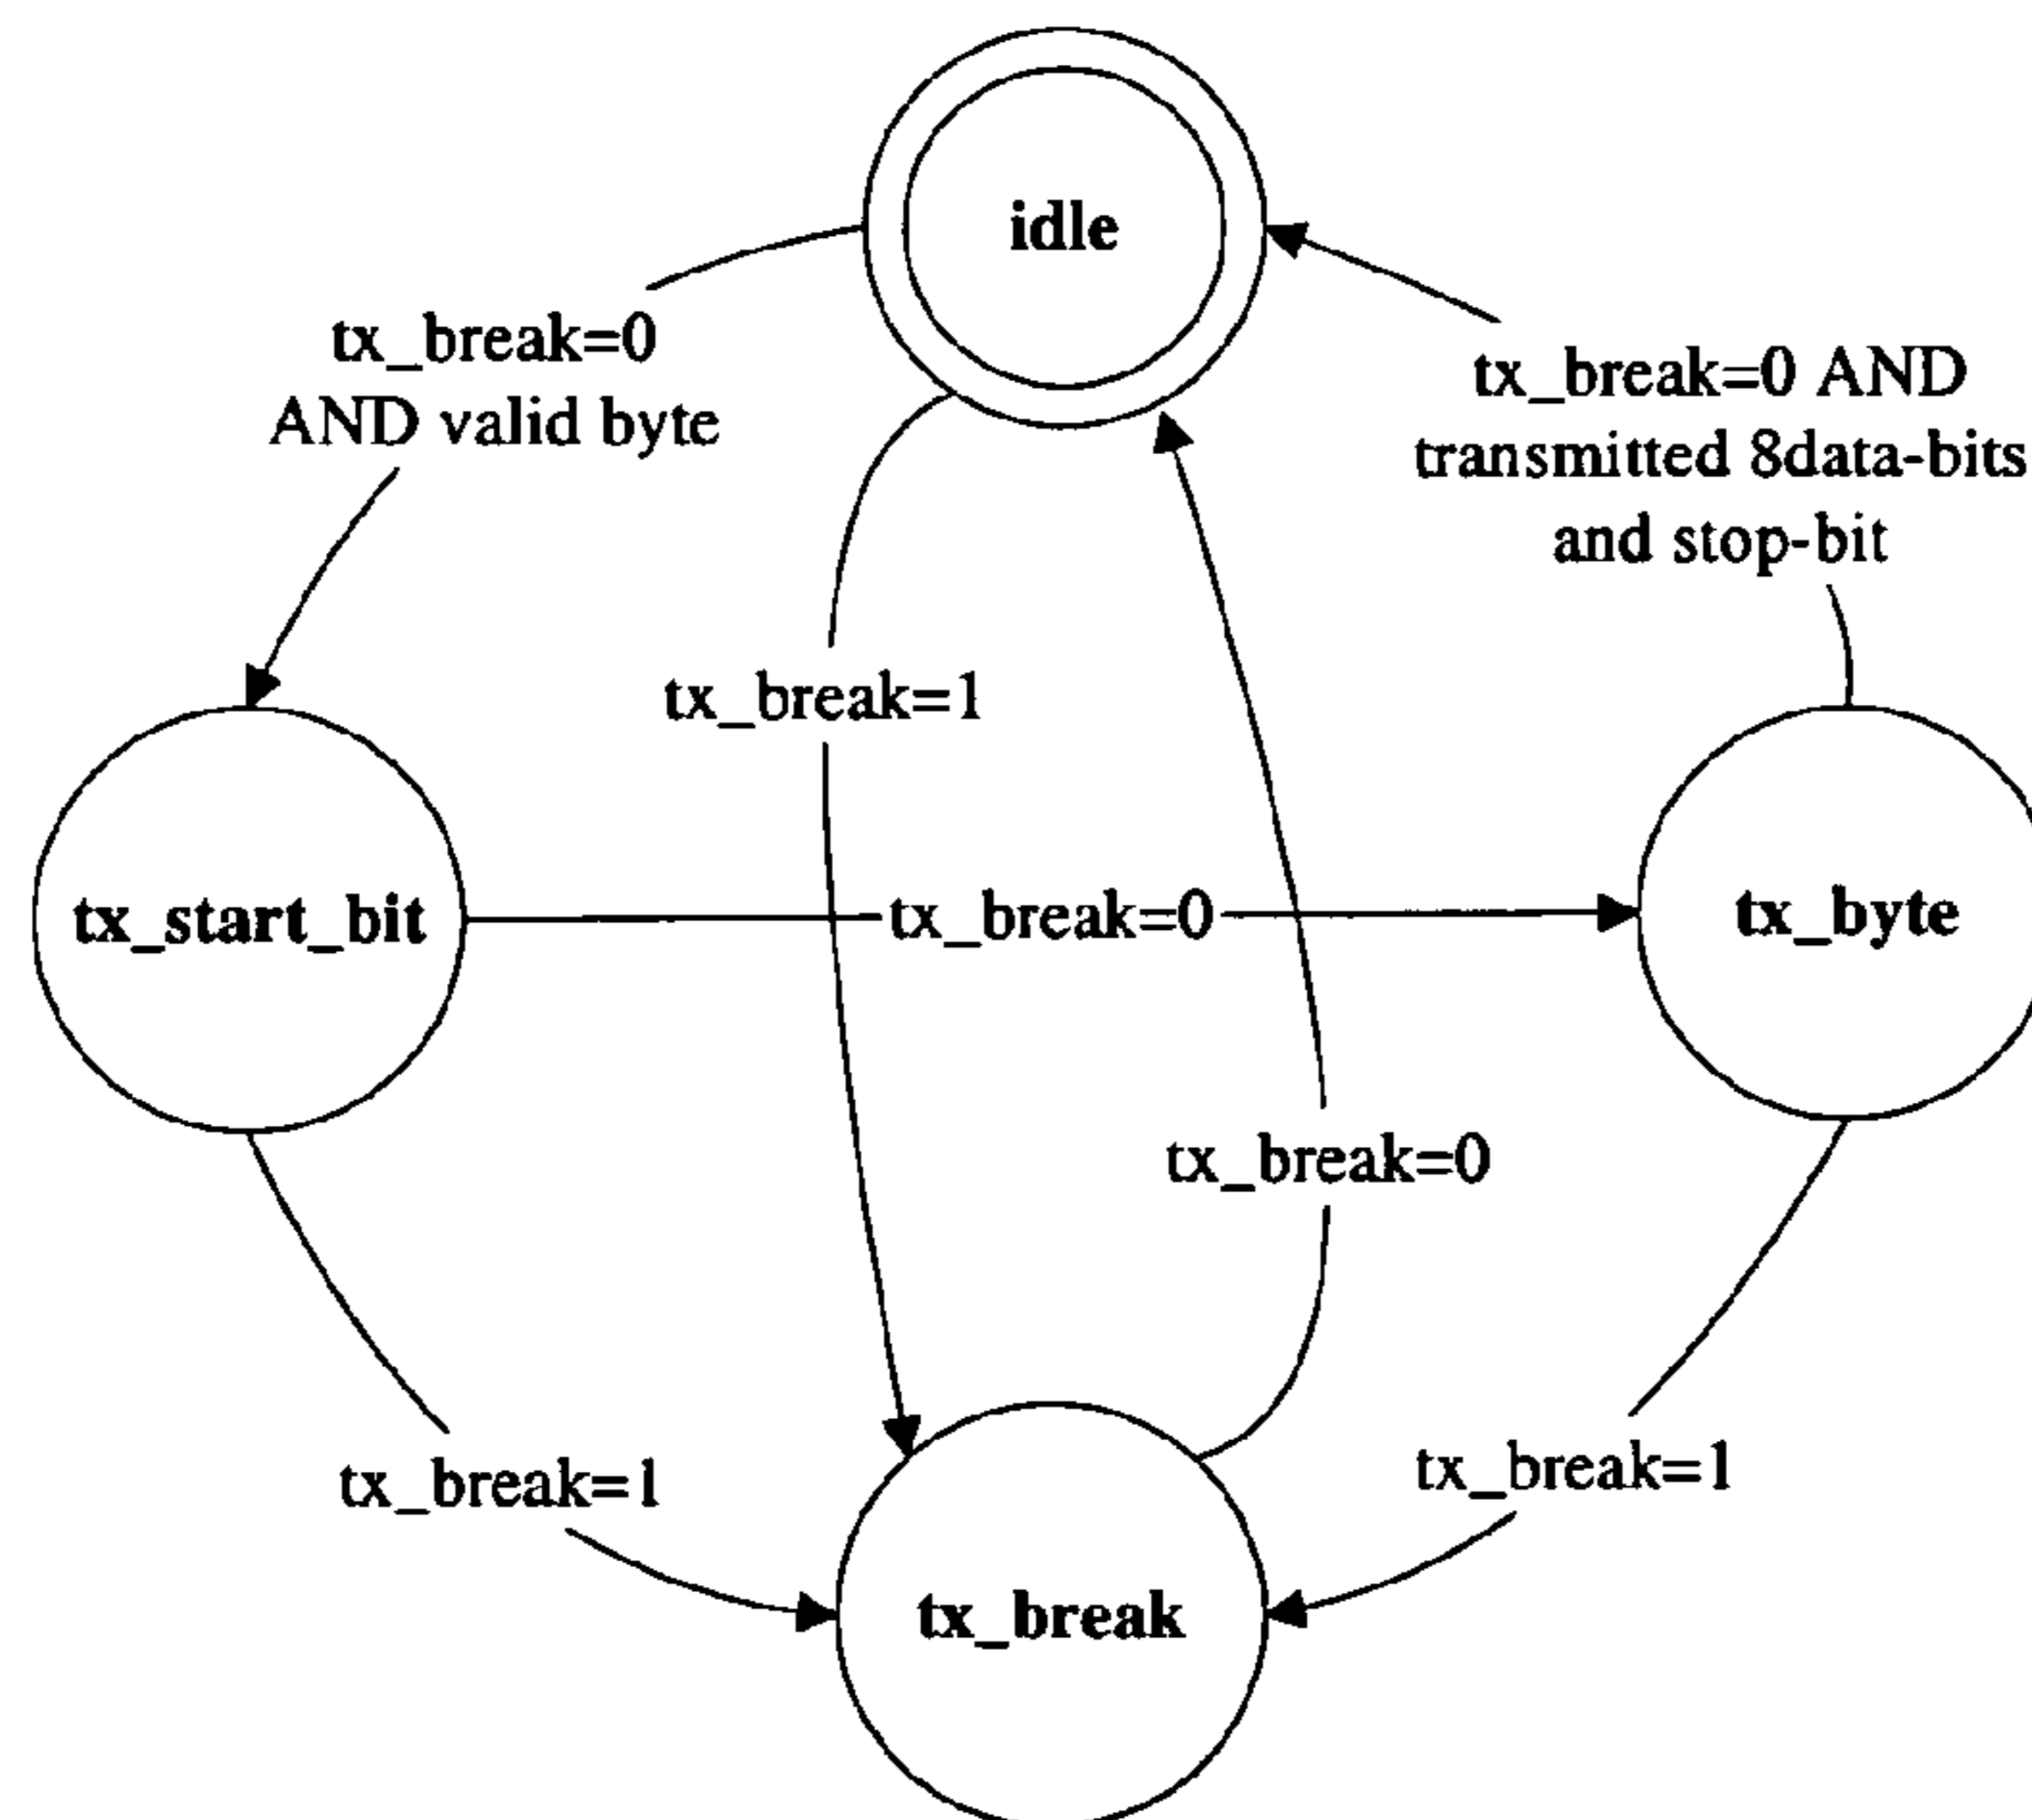 idle
tx_break=0
AND valid byte
tx_break=0 AND
transmitted 8data-bits
and stop-bit
tx_break=1
tx_start_bit
tx_break=0
tx_byte
tx_break=0
tx_break=1
tx_break=1
tx_break